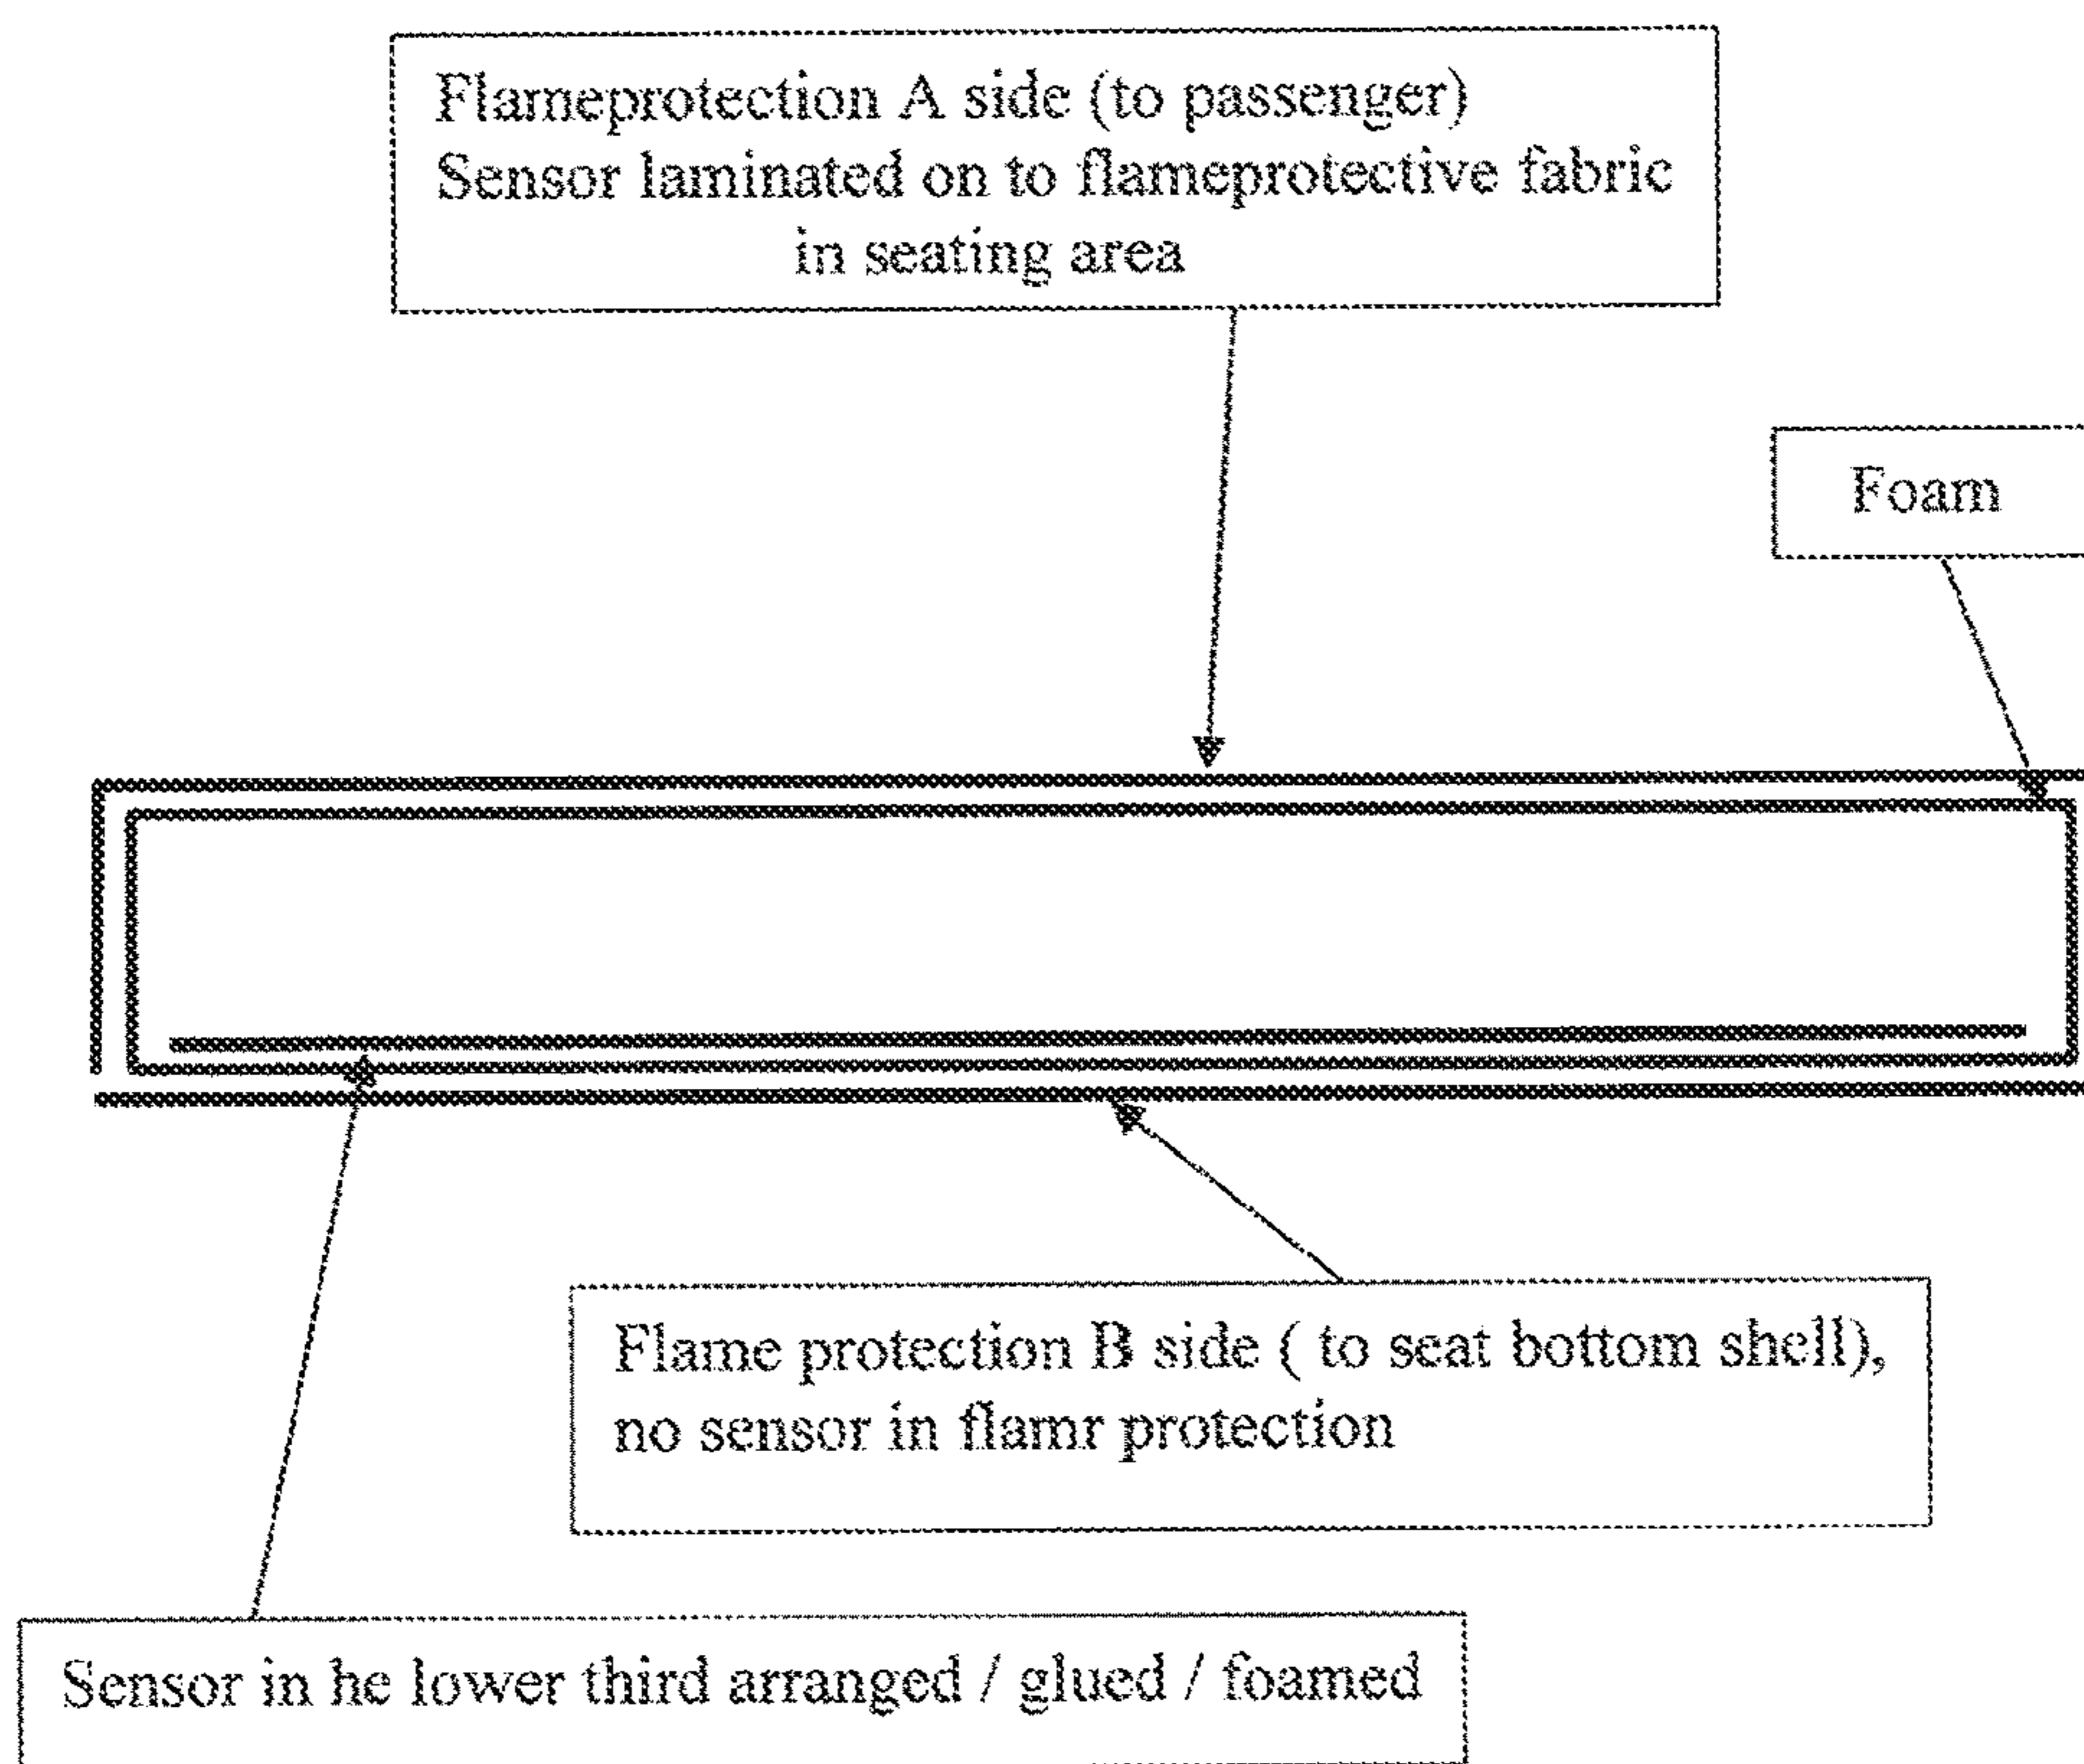 Flameprotection A side (to passenger)
Sensor laminated on to flameprotective fabric
in seating area
Foam
Flame protection B side ( to seat bottom shell),
no sensor in flamr protection
Sensor in he lower third arranged / glued / foamed